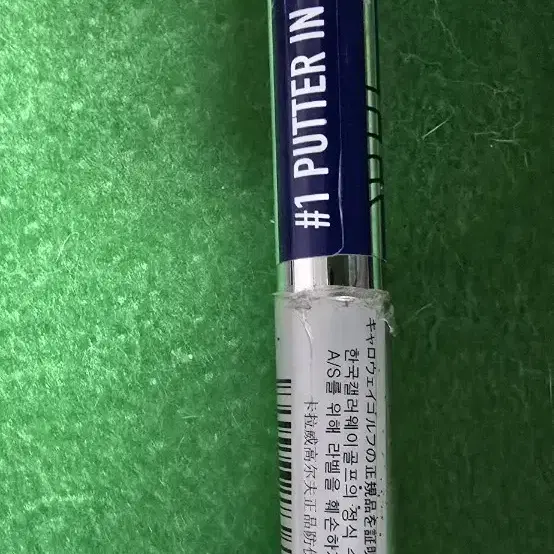 #1 PUTTER IN
キャロウェイゴルフの正規品を証明
한국캘러웨이골프의 정식
A/S를 위해 라벨을 훼손하
卡拉威高尔夫正品防伪